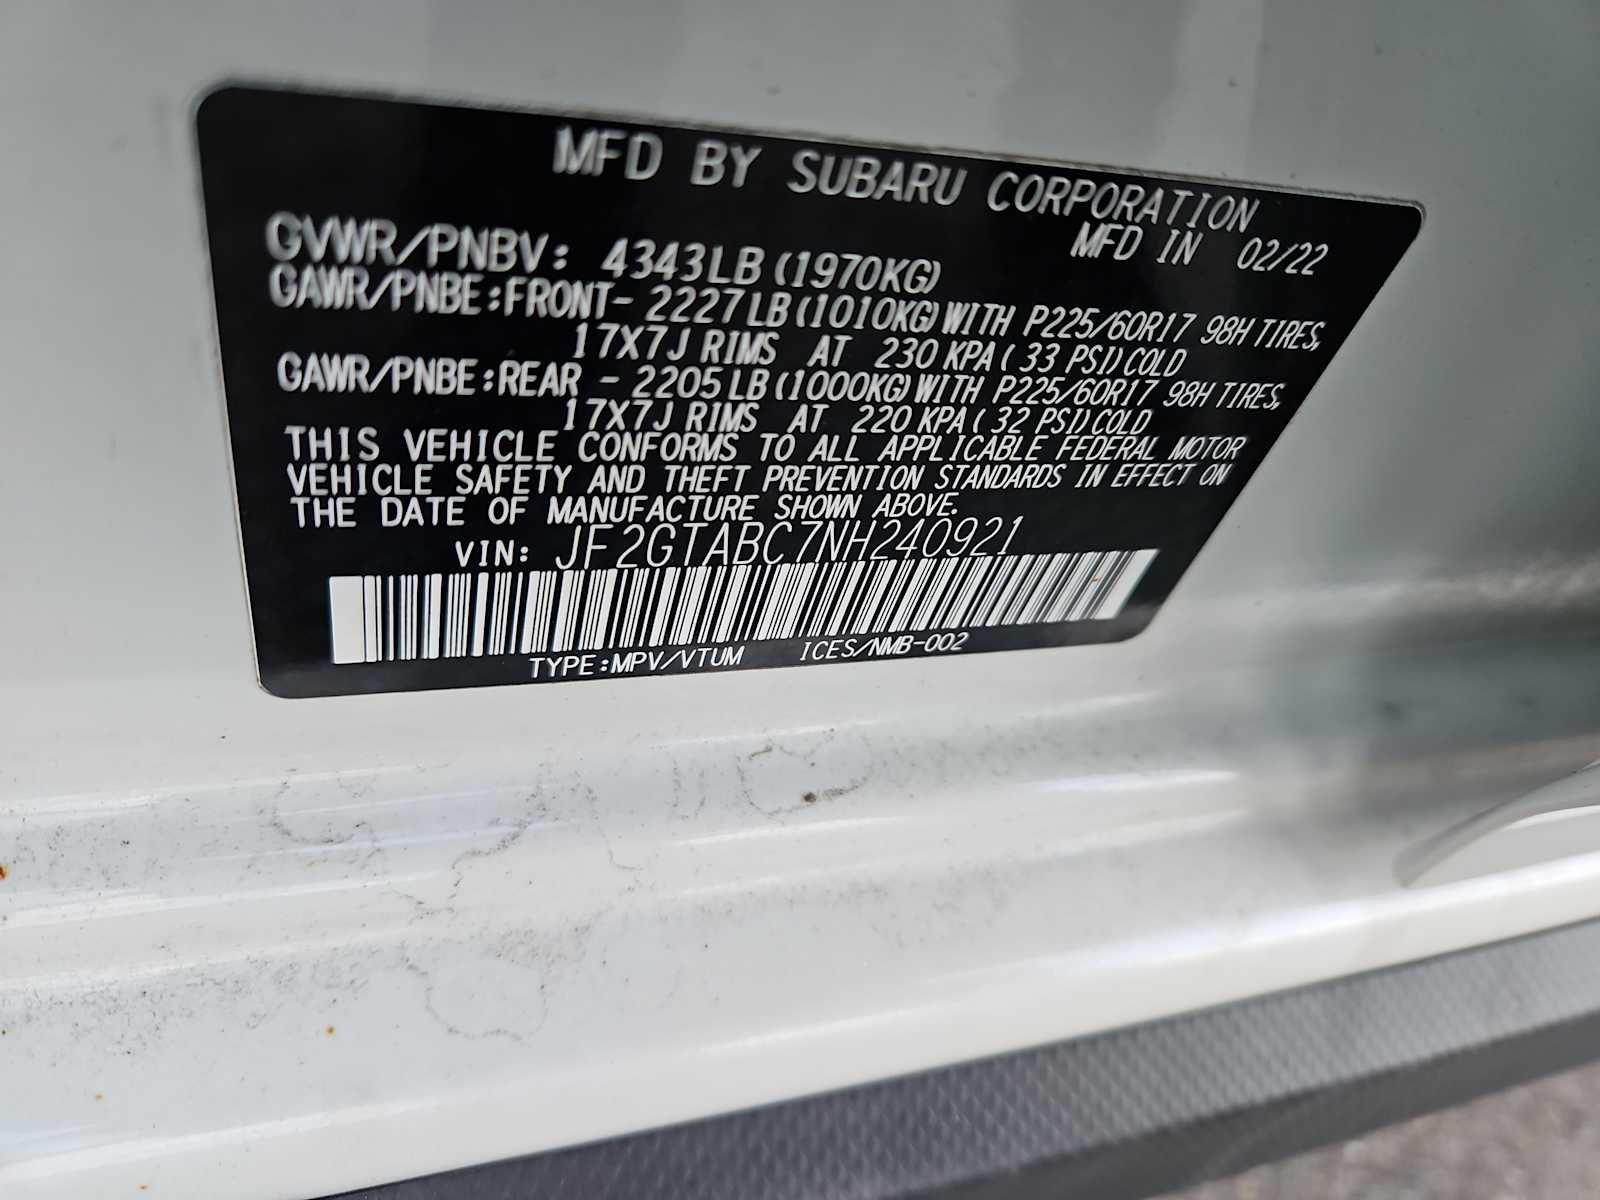 MFD BY SUBARU CORPORATION
MFD IN 02/22
GVWR/PNBV: 4343LB(1970KG)
GAWR/PNBE:FRONT- 2227LB(1010KG)WITH P225/60R17 98H TIRES,
17X7J RIMS AT 230 KPA( 33 PSI)COLD
GAWR/PNBE:REAR - 2205LB(1000KG)WITH P225/60R17 98H TIRES,
17X7J RIMS AT 220 KPA( 32 PSI)COLD
THIS VEHICLE CONFORMS TO ALL APPLICABLE FEDERAL MOTOR
VEHICLE SAFETY AND THEFT PREVENTION STANDARDS IN EFFECT ON
THE DATE OF MANUFACTURE SHOWN ABOVE.
VIN: JF2GTABC7NH240921
TYPE:MPV/VTUM ICES/NMB-002